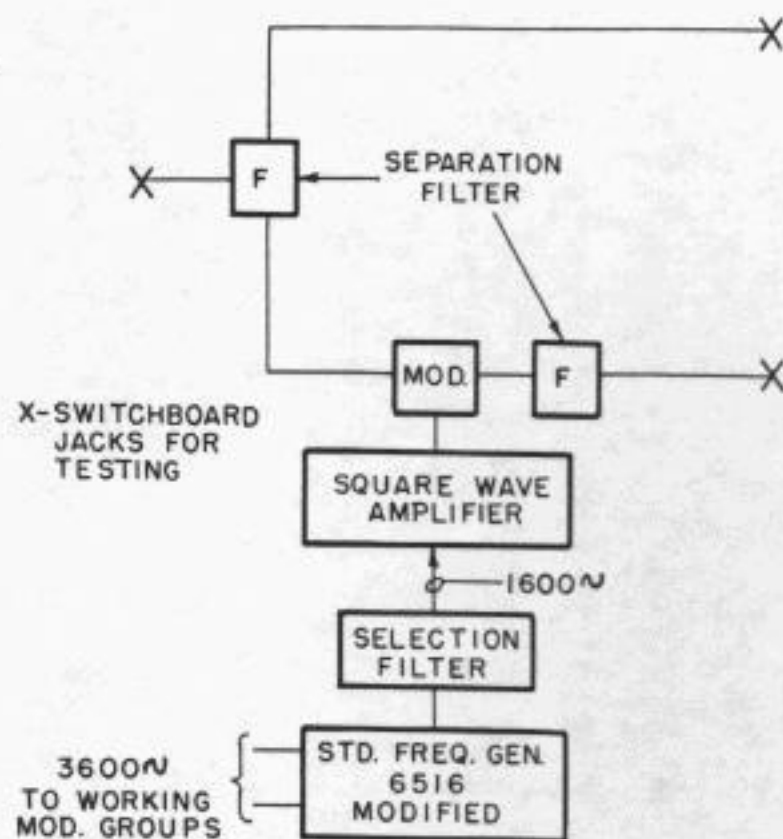 X
F
X
SEPARATION
FILTER
MOD.
F
X
X-SWITCHBOARD
JACKS FOR
TESTING
SQUARE WAVE
AMPLIFIER
1600~
SELECTION
FILTER
3600~
TO WORKING
MOD. GROUPS
STD. FREQ. GEN.
6516
MODIFIED